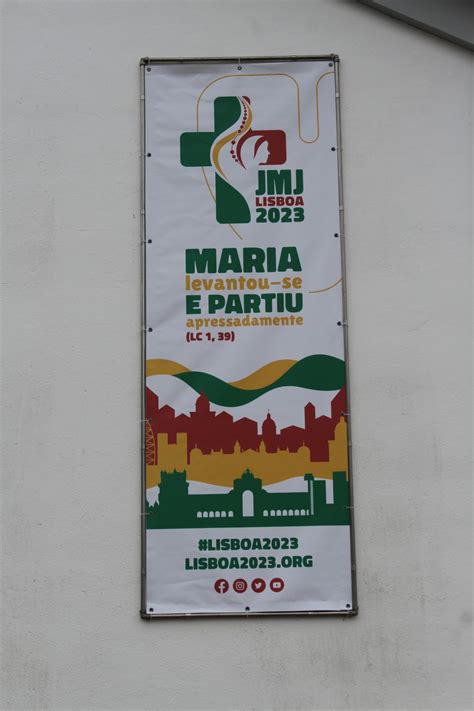 JMJ
LISBOA
2023
MARIA
levantou-se
E PARTIU
apressadamente
(LC 1, 39)
#LISBOA2023
LISBOA2023.ORG